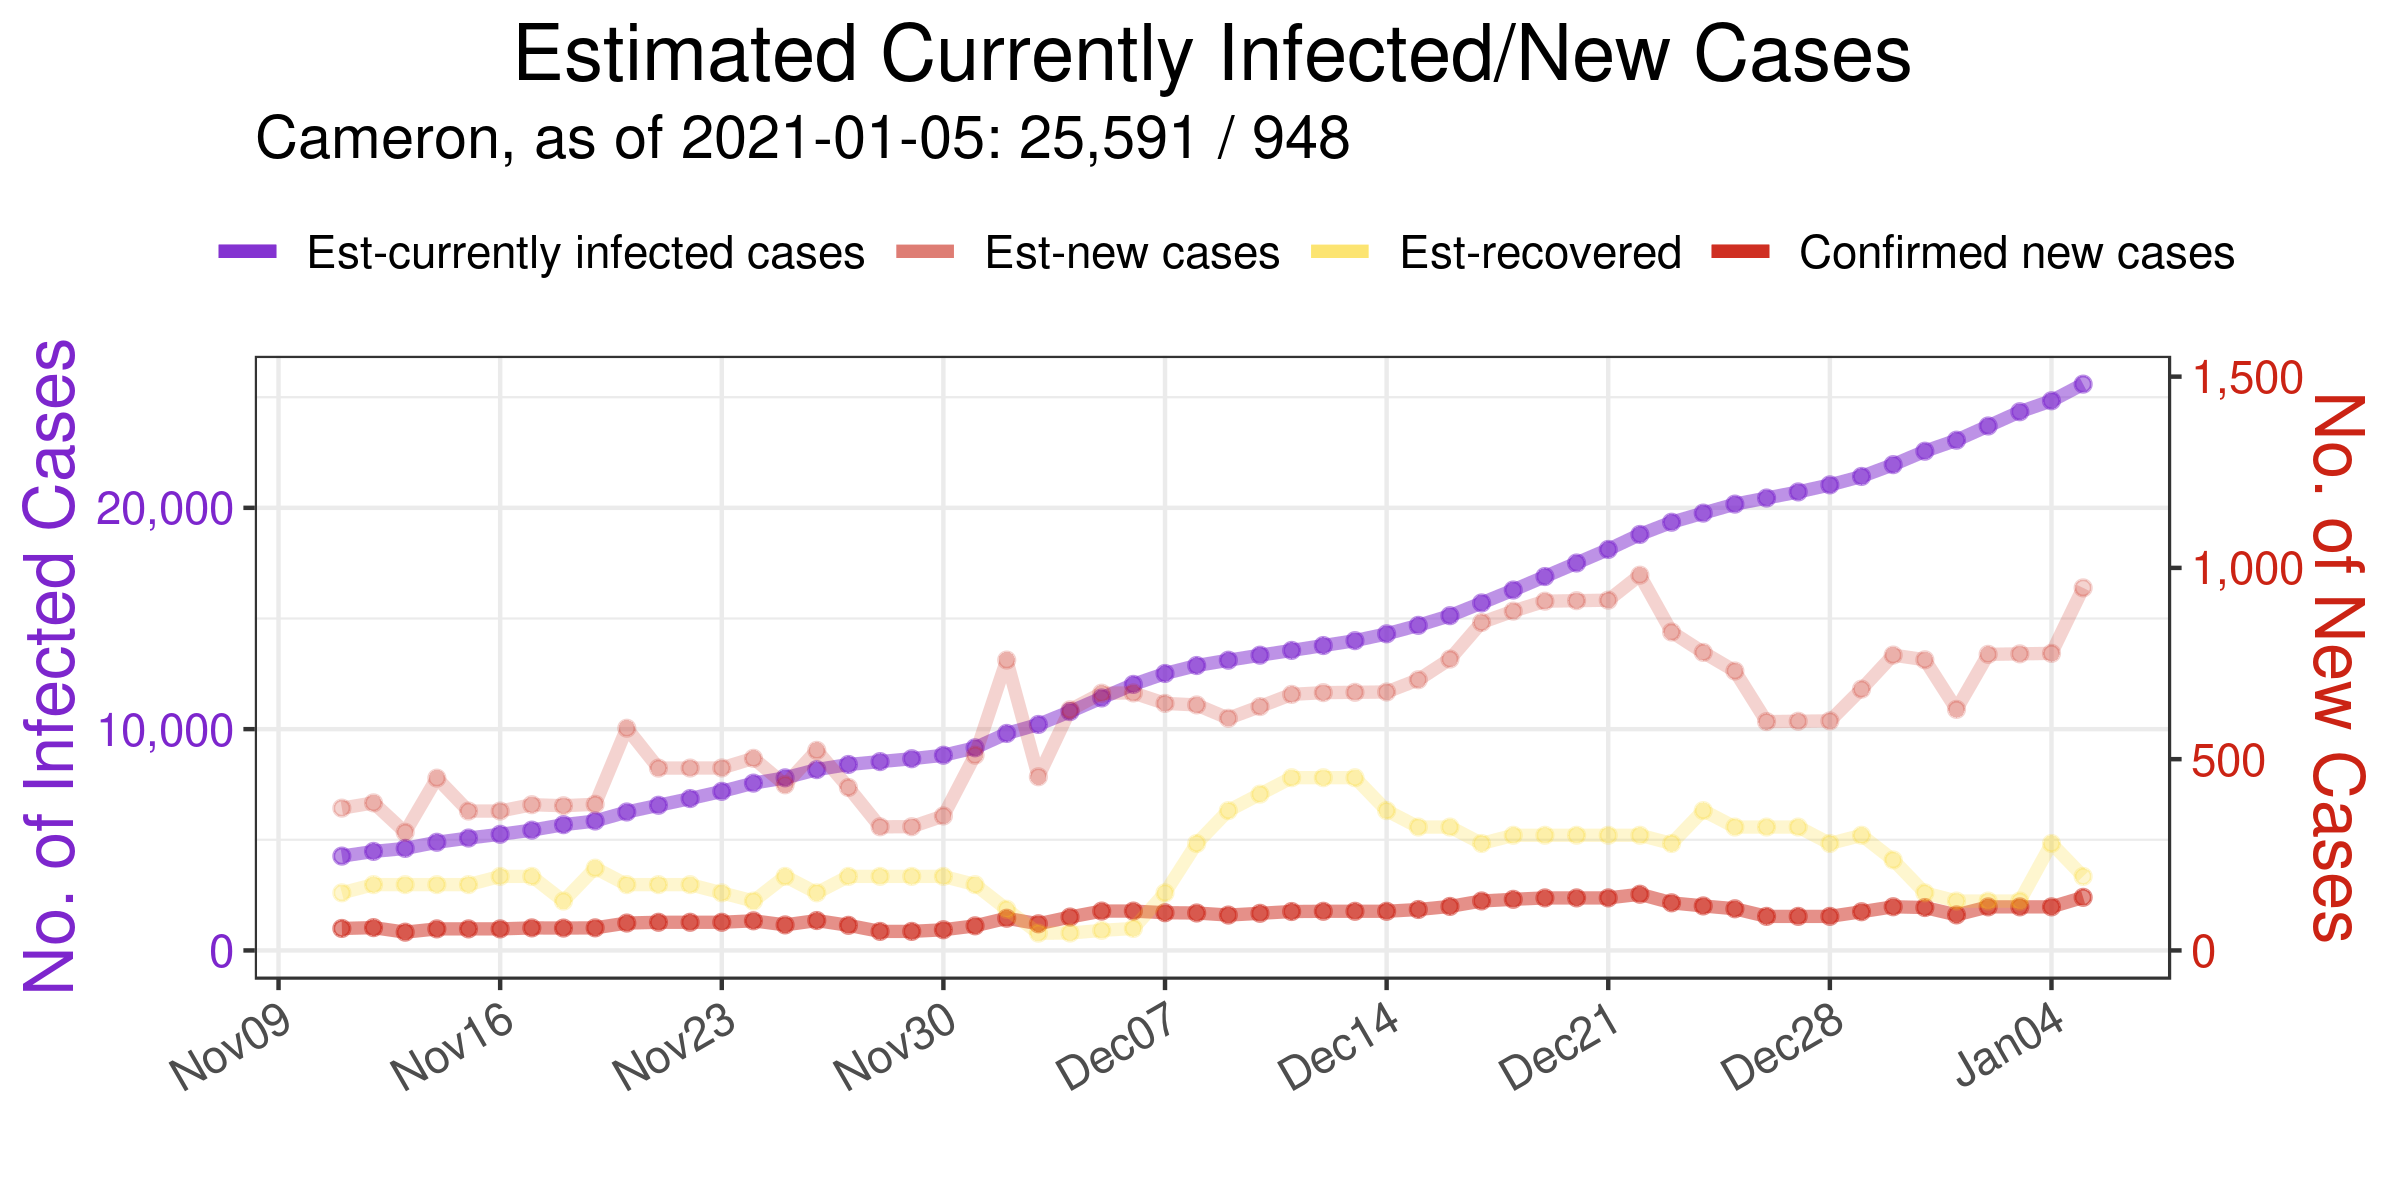 Estimated Currently Infected/New Cases
Cameron, as of 2021-01-05: 25,591 / 948
Est-currently infected cases Est-new cases Est-recovered Confirmed new cases
No. of Infected Cases
20,000
10,000
0
1,500
1,000
500
0
No. of New Cases
Nov09 Nov16 Nov23 Nov30 Dec07 Dec14 Dec21 Dec28 Jan04